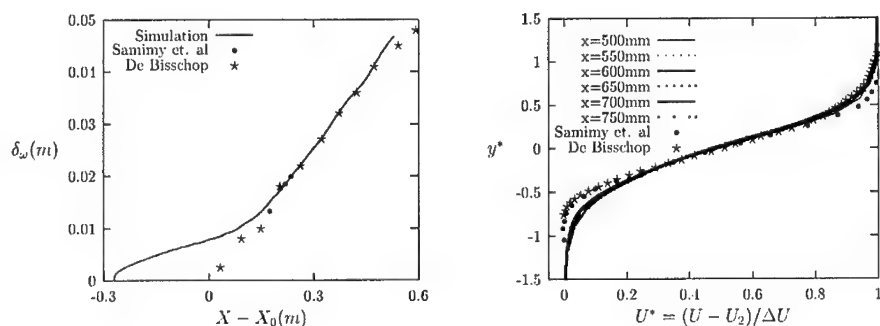 0.05
0.04
0.03
0.02
0.01
0
δω(m)
Simulation
Samimy et. al
De Bisschop
-0.3
0
0.3
0.6
X − X0(m)
1.5
1
0.5
0
-0.5
-1
-1.5
y*
x=500mm
x=550mm
x=600mm
x=650mm
x=700mm
x=750mm
Samimy et. al
De Bisschop
0
0.2
0.4
0.6
0.8
1
U* = (U − U2)/ΔU